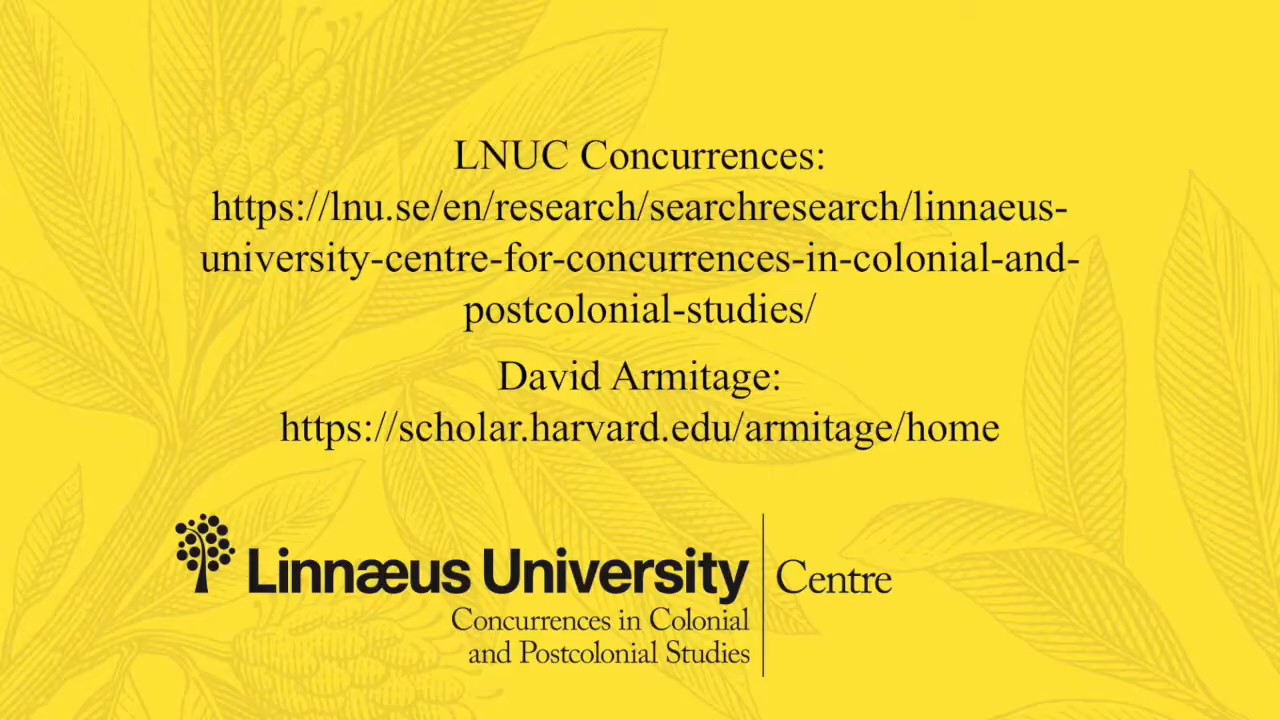 LNUC Concurrences:
https://lnu.se/en/research/searchresearch/linnaeus-
university-centre-for-concurrences-in-colonial-and-
postcolonial-studies/
David Armitage:
https://scholar.harvard.edu/armitage/home
Linnæus University
Centre
Concurrences in Colonial
and Postcolonial Studies